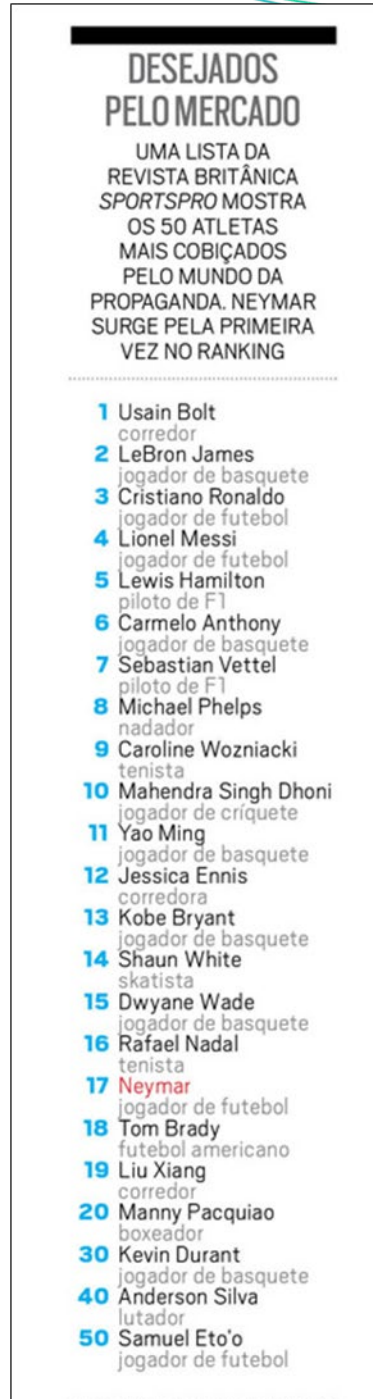 DESEJADOS
PELO MERCADO
UMA LISTA DA
REVISTA BRITÂNICA
SPORTSPRO MOSTRA
OS 50 ATLETAS
MAIS COBIÇADOS
PELO MUNDO DA
PROPAGANDA. NEYMAR
SURGE PELA PRIMEIRA
VEZ NO RANKING
1 Usain Bolt
corredor
2 LeBron James
jogador de basquete
3 Cristiano Ronaldo
jogador de futebol
4 Lionel Messi
jogador de futebol
5 Lewis Hamilton
piloto de F1
6 Carmelo Anthony
jogador de basquete
7 Sebastian Vettel
piloto de F1
8 Michael Phelps
nadador
9 Caroline Wozniacki
tenista
10 Mahendra Singh Dhoni
jogador de críquete
11 Yao Ming
jogador de basquete
12 Jessica Ennis
corredora
13 Kobe Bryant
jogador de basquete
14 Shaun White
skatista
15 Dwyane Wade
jogador de basquete
16 Rafael Nadal
tenista
17 Neymar
jogador de futebol
18 Tom Brady
futebol americano
19 Liu Xiang
corredor
20 Manny Pacquiao
boxeador
30 Kevin Durant
jogador de basquete
40 Anderson Silva
lutador
50 Samuel Eto'o
jogador de futebol